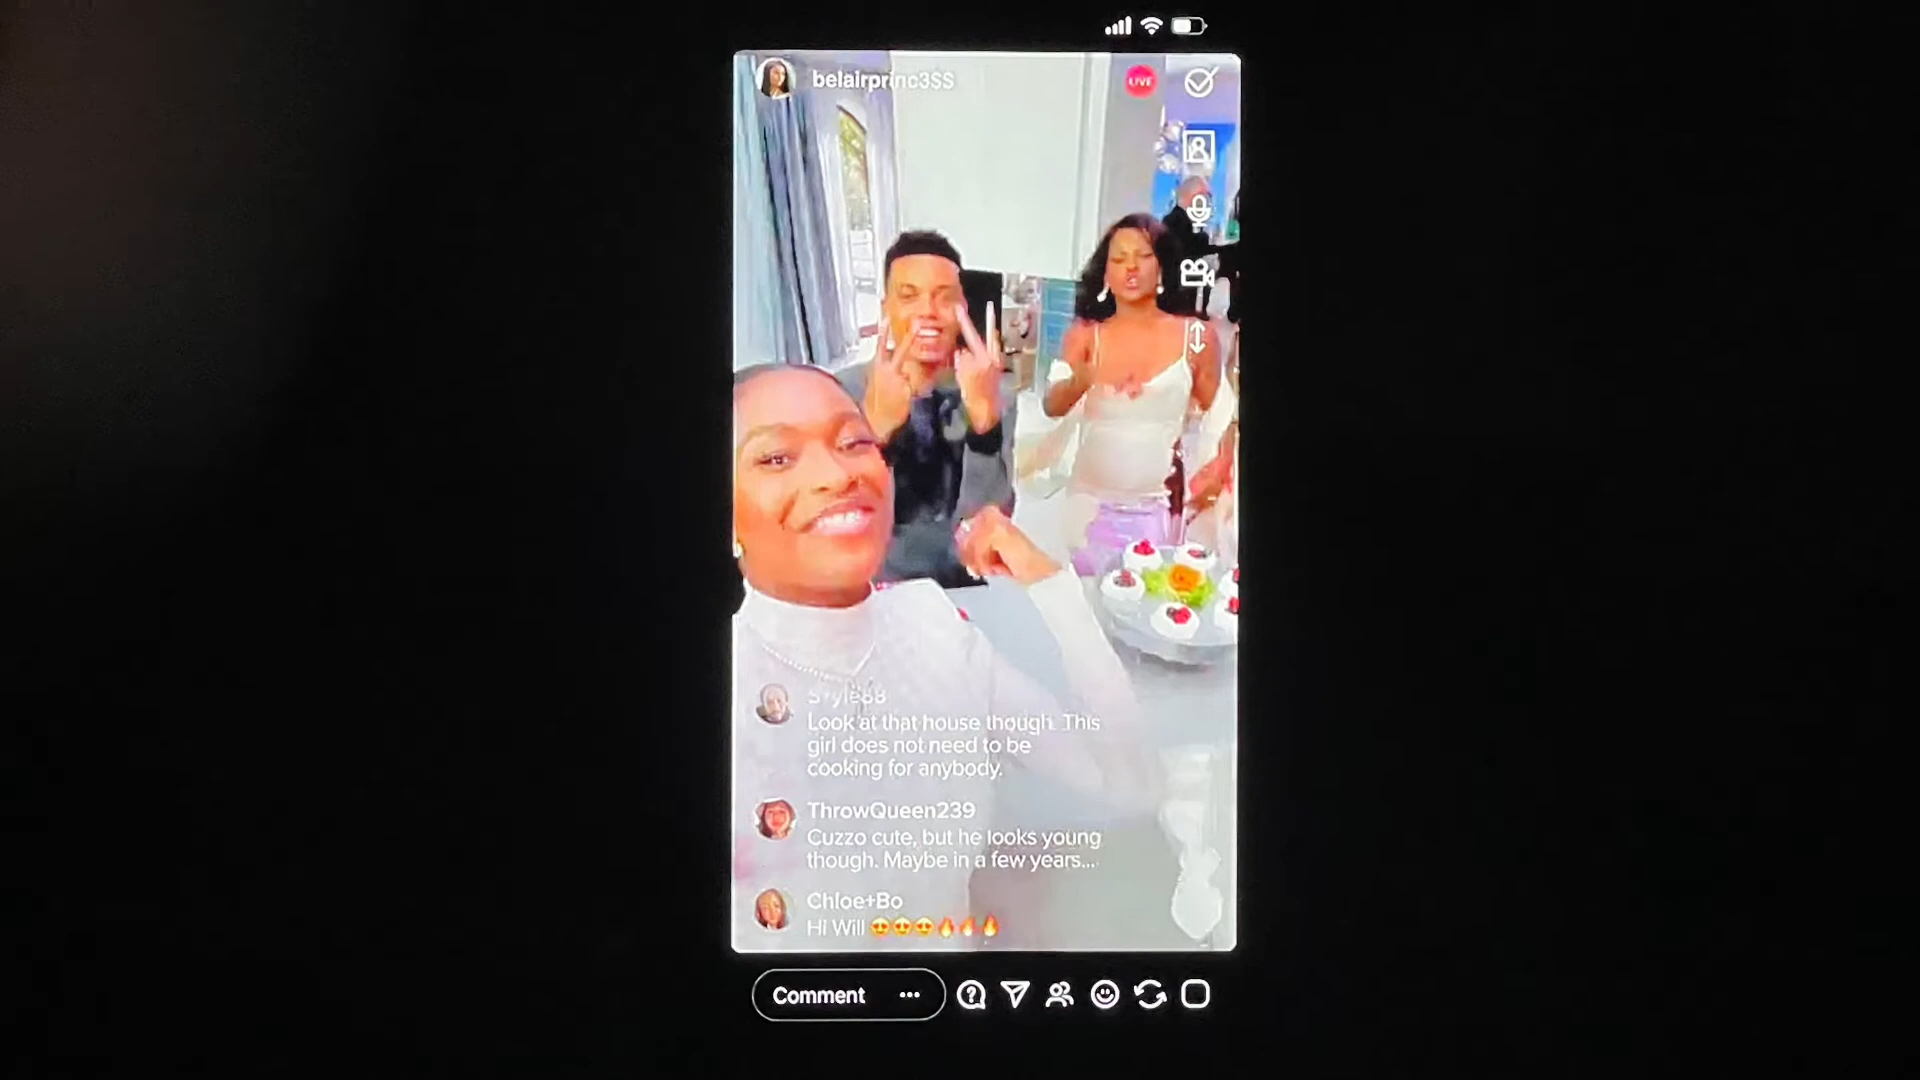 belairprinc3$$
LIVE
Style88
Look at that house though. This
girl does not need to be
cooking for anybody.
ThrowQueen239
Cuzzo cute, but he looks young
though. Maybe in a few years...
Chloe+Bo
Hi Will 😍😍😍🔥🔥🔥
Comment ...